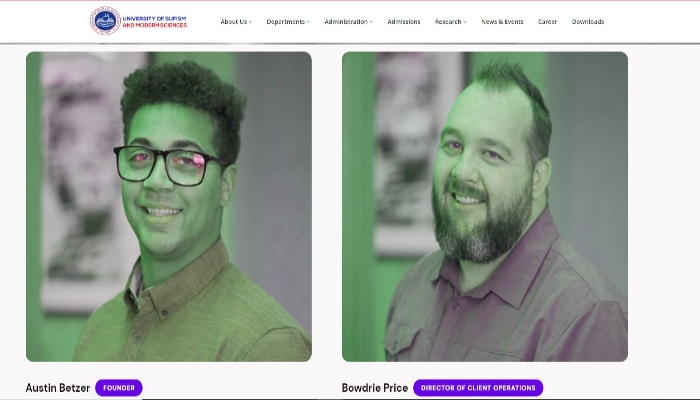 UNIVERSITY OF SUFISM
AND MODERN SCIENCES
About Us
Departments
Administration
Admissions
Research
News & Events
Career
Downloads
Austin Betzer
FOUNDER
Bowdrie Price
DIRECTOR OF CLIENT OPERATIONS